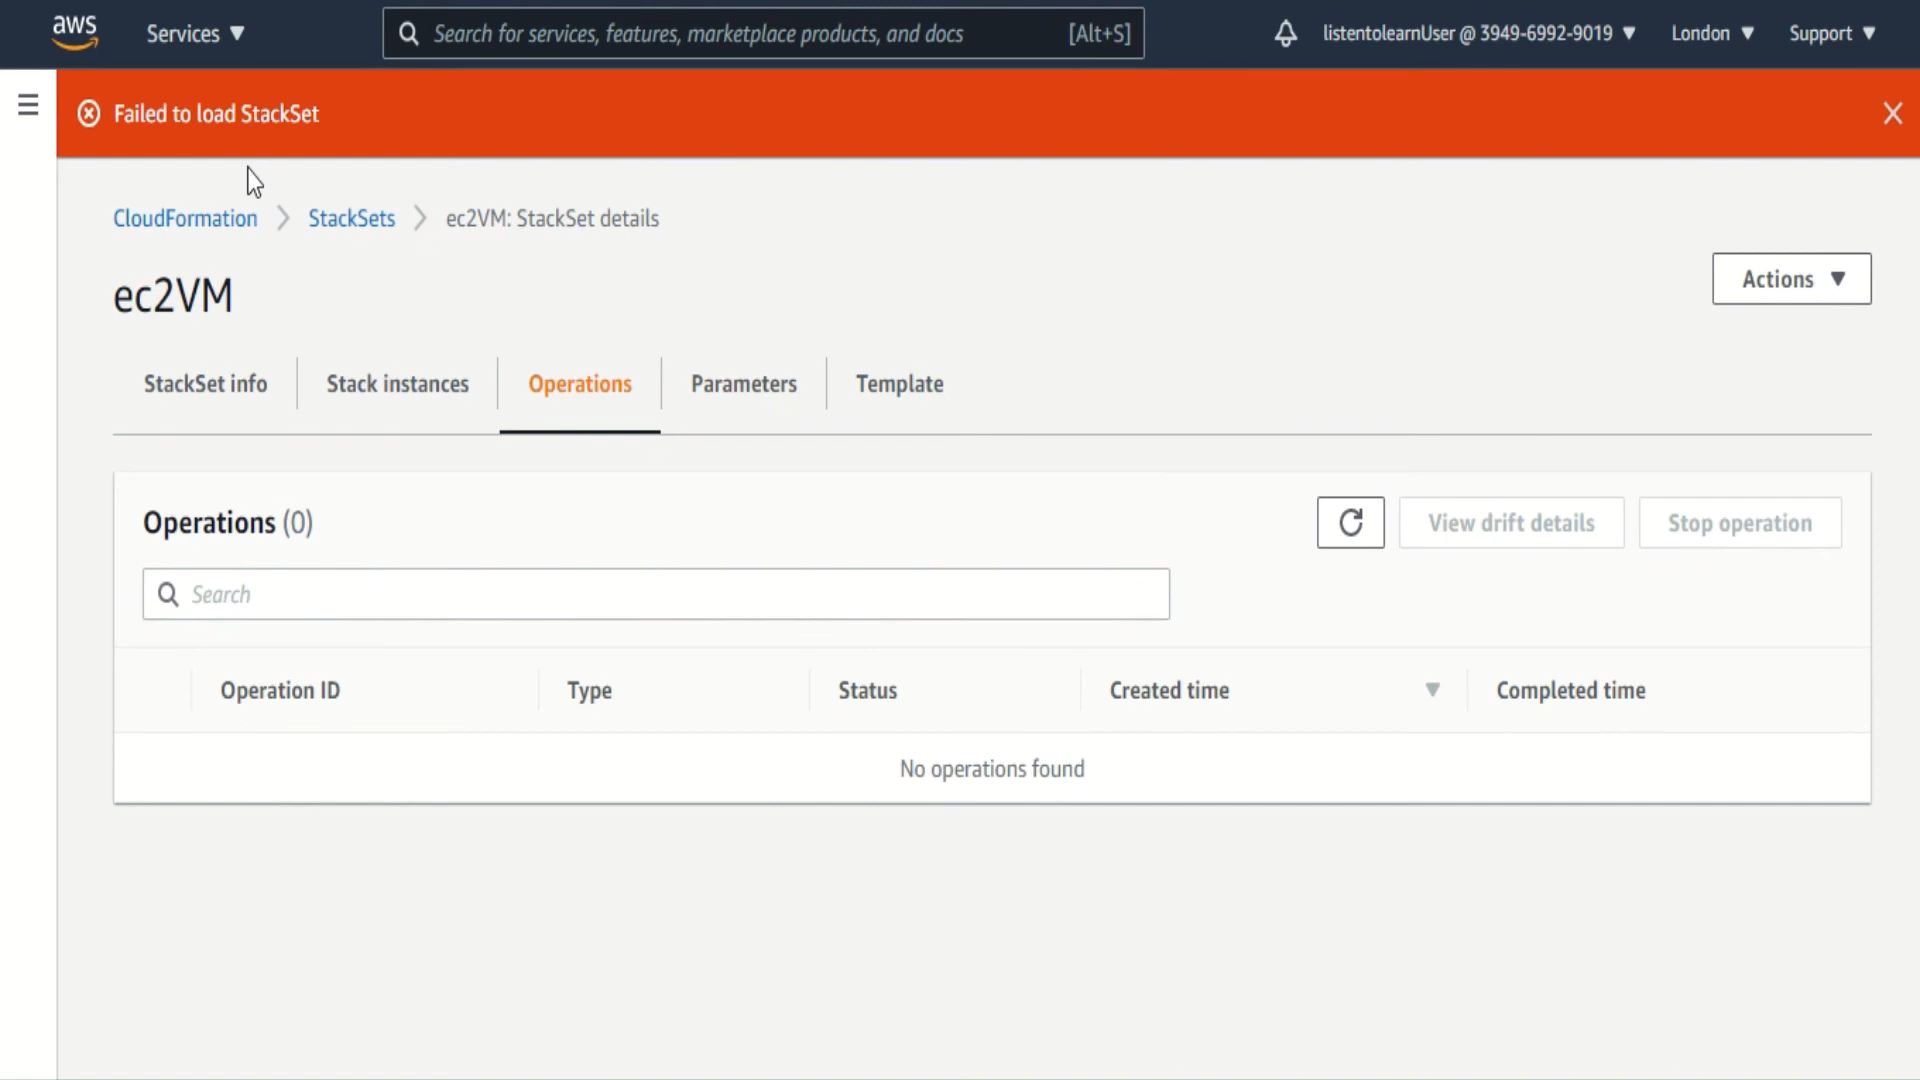 aws Services ▼ Search for services, features, marketplace products, and docs [Alt+S] listentolearnUser @ 3949-6992-9019 ▼ London ▼ Support ▼
Failed to load StackSet
CloudFormation StackSets ec2VM: StackSet details
ec2VM
Actions ▼
StackSet info Stack instances Operations Parameters Template
Operations (0)
View drift details Stop operation
Search
Operation ID Type Status Created time ▼ Completed time
No operations found